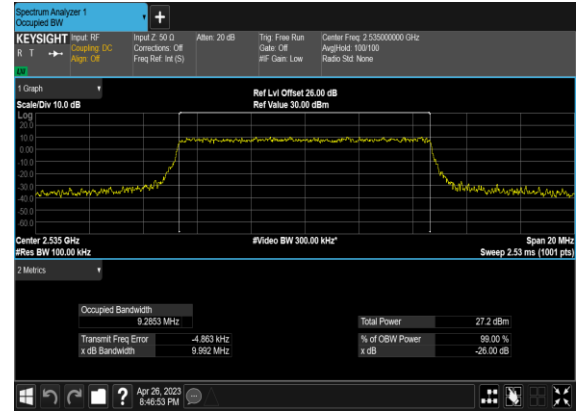 Spectrum Analyzer 1
Occupied BW
+
KEYSIGHT Input: RF Input Z: 50 Ω Atten: 20 dB Trig: Free Run Center Freq: 2.535000000 GHz
R T Coupling: DC Corrections: Off Gate: Off Avg|Hold: 100/100
Align: Off Freq Ref: Int (S) #IF Gain: Low Radio Std: None
1 Graph
Ref Lvl Offset 26.00 dB
Scale/Div 10.0 dB Ref Value 30.00 dBm
Log
20.0
10.0
0.00
-10.0
-20.0
-30.0
-40.0
-50.0
-60.0
Center 2.535 GHz #Video BW 300.00 kHz* Span 20 MHz
#Res BW 100.00 kHz Sweep 2.53 ms (1001 pts)
2 Metrics
Occupied Bandwidth
9.2853 MHz Total Power 27.2 dBm
Transmit Freq Error -4.863 kHz % of OBW Power 99.00 %
x dB Bandwidth 9.992 MHz x dB -26.00 dB
? Apr 26, 2023
8:46:53 PM